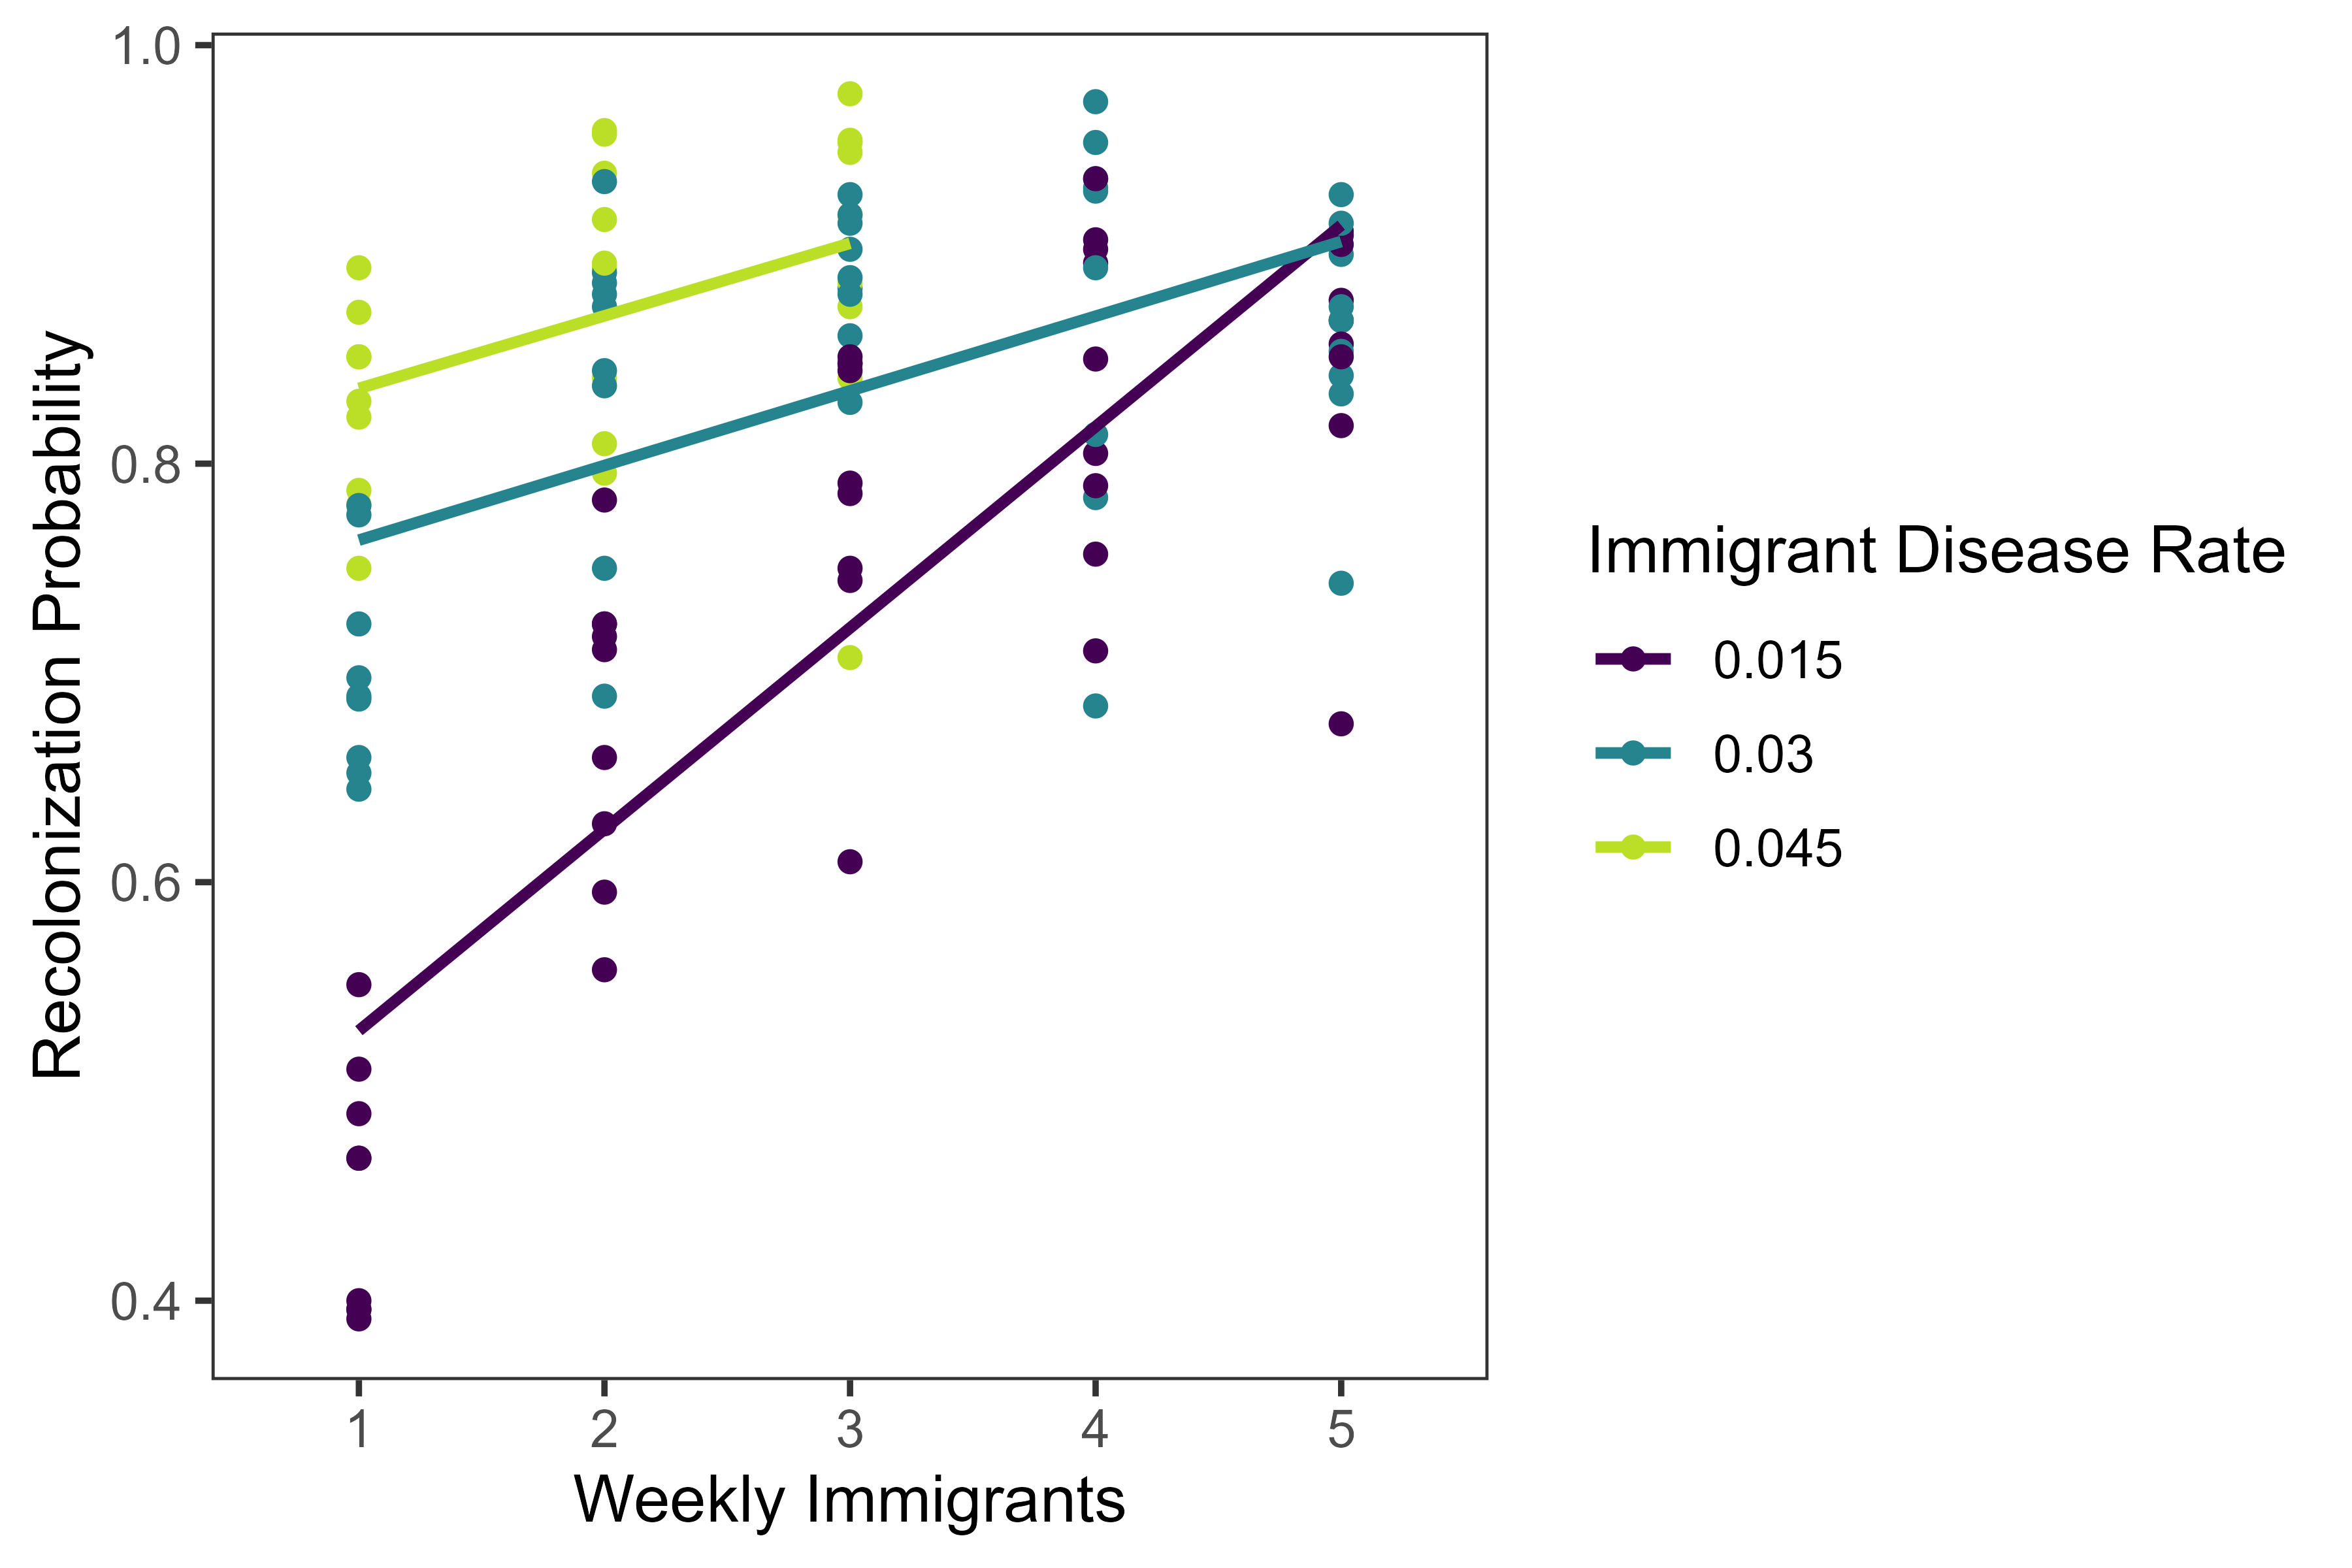 1.0
0.8
0.6
0.4
Recolonization Probability
1 2 3 4 5
Weekly Immigrants
Immigrant Disease Rate
0.015
0.03
0.045